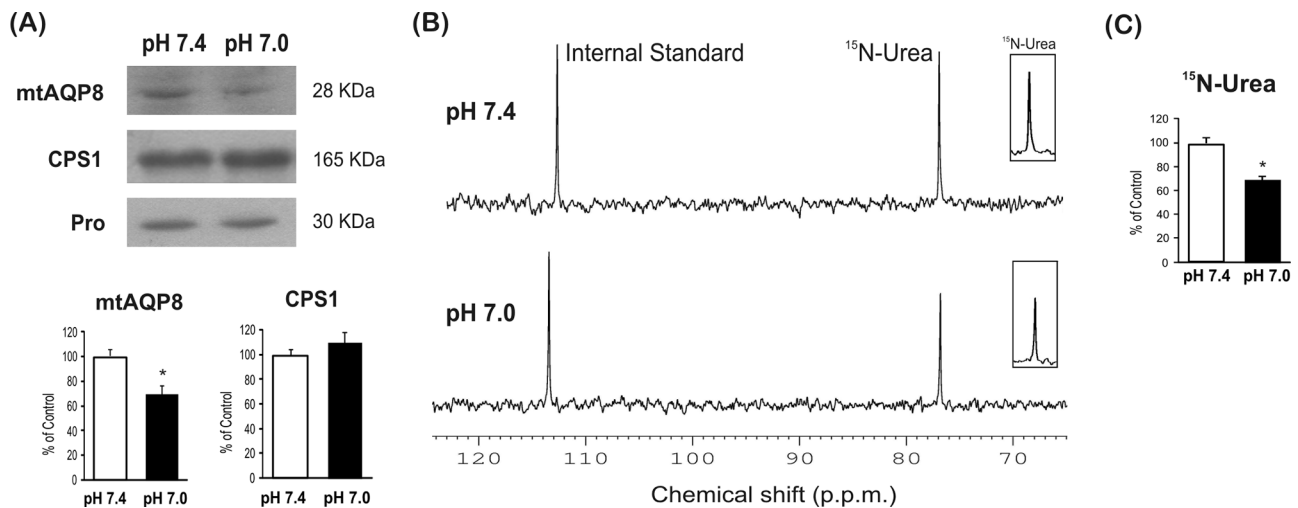 (A)
pH 7.4 pH 7.0
mtAQP8 28 KDa
CPS1 165 KDa
Pro 30 KDa
mtAQP8
% of Control
120
100
80
60
40
20
0
*
pH 7.4 pH 7.0
CPS1
% of Control
120
100
80
60
40
20
0
pH 7.4 pH 7.0
(B)
Internal Standard ¹⁵N-Urea
¹⁵N-Urea
pH 7.4
pH 7.0
120 110 100 90 80 70
Chemical shift (p.p.m.)
(C)
¹⁵N-Urea
% of Control
120
100
80
60
40
20
0
*
pH 7.4 pH 7.0